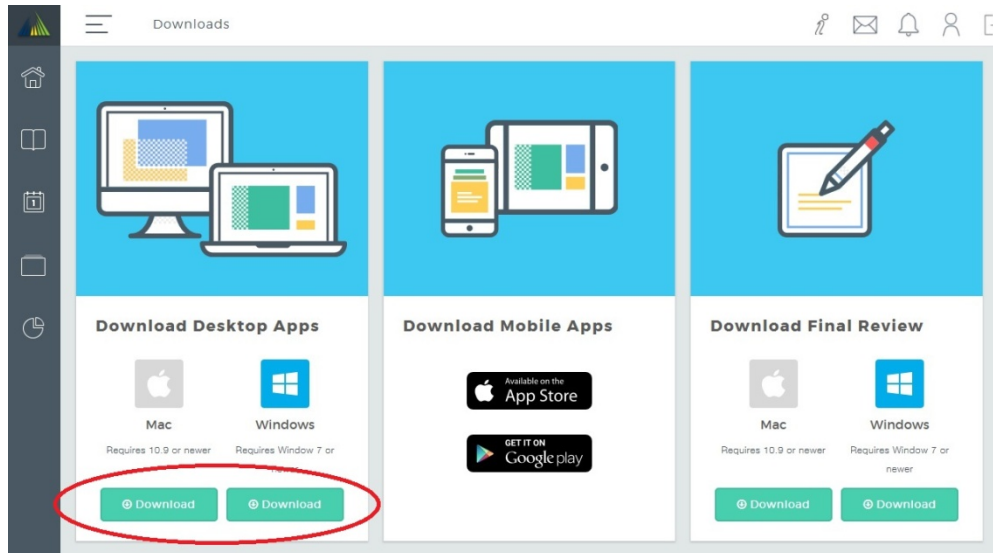 Downloads
1
Download Desktop Apps
Mac
Requires 10.9 or newer
Download
Windows
Requires Window 7 or
newer
Download
Download Mobile Apps
Available on the
App Store
GET IT ON
Google play
Download Final Review
Mac
Requires 10.9 or newer
Download
Windows
Requires Window 7 or
newer
Download